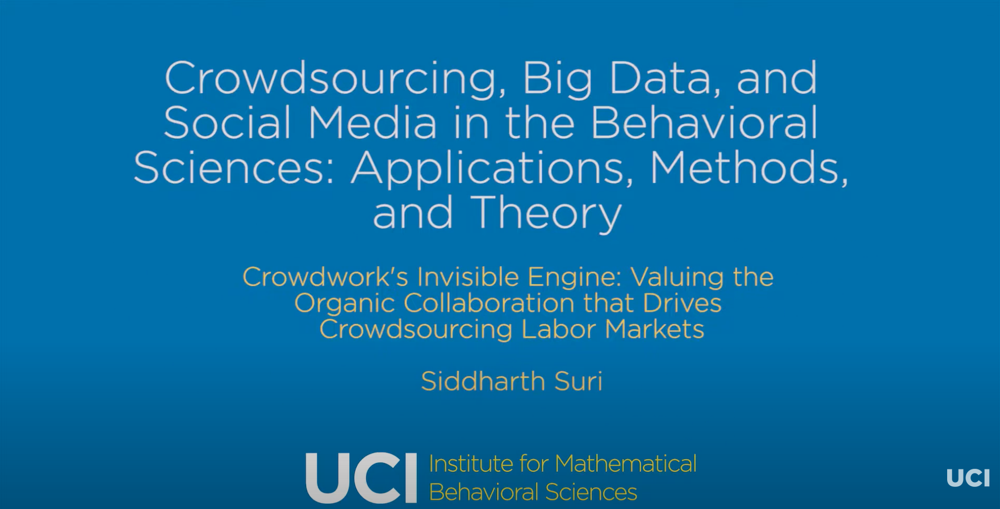 Crowdsourcing, Big Data, and
Social Media in the Behavioral
Sciences: Applications, Methods,
and Theory
Crowdwork's Invisible Engine: Valuing the
Organic Collaboration that Drives
Crowdsourcing Labor Markets
Siddharth Suri
UCI
Institute for Mathematical
Behavioral Sciences
UCI